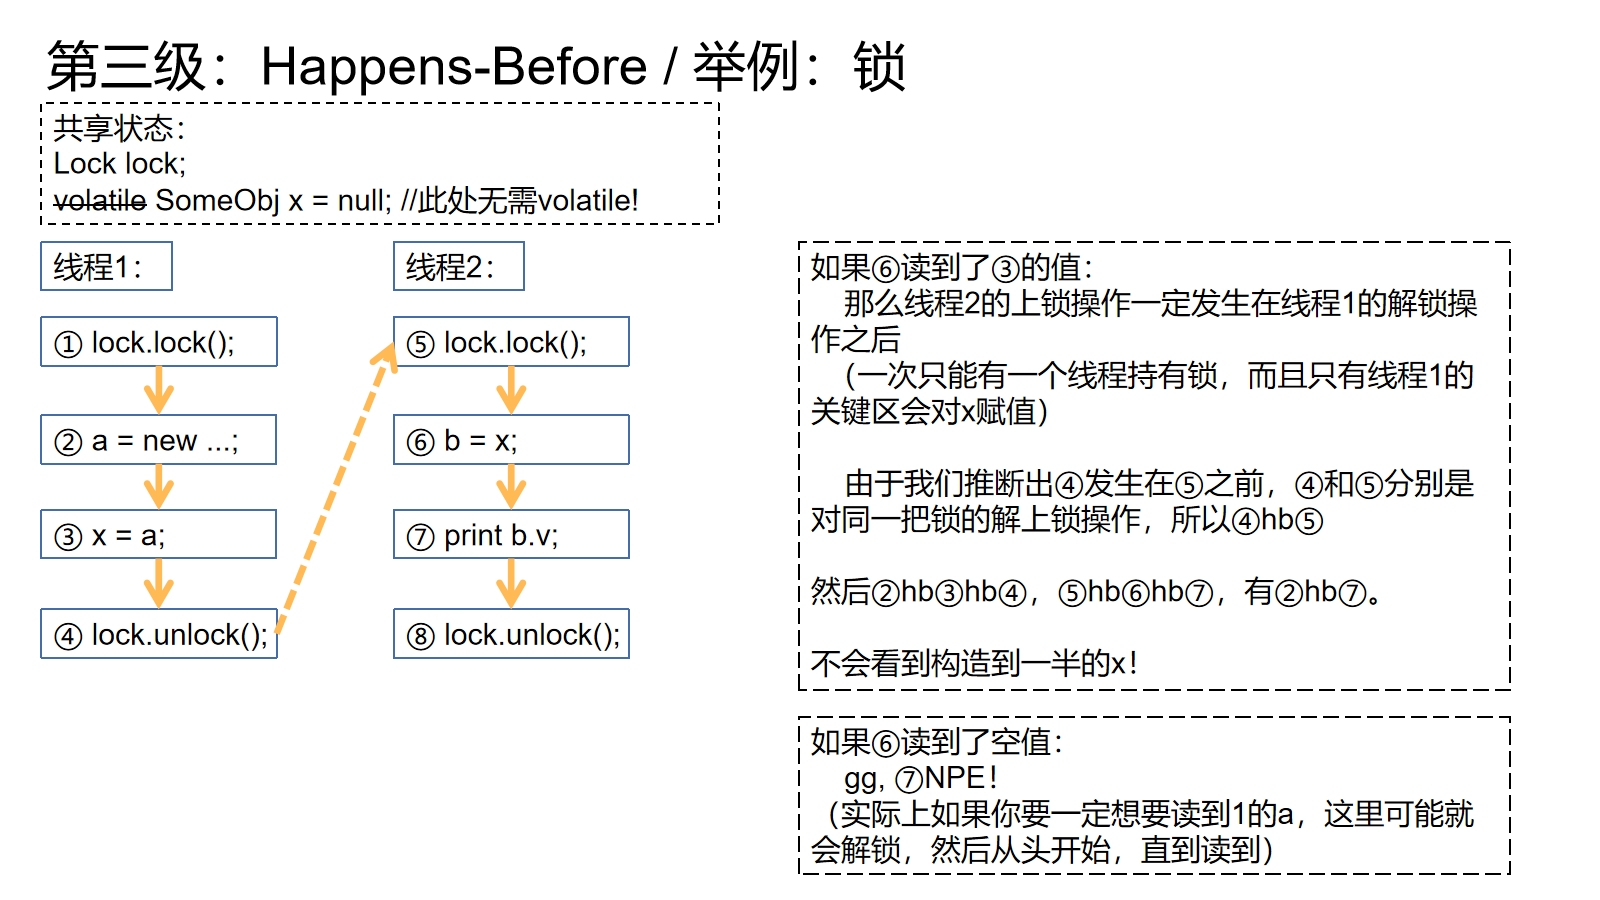 第三级：Happens-Before / 举例：锁
共享状态：
Lock lock;
volatile SomeObj x = null; //此处无需volatile!
线程1：
线程2：
① lock.lock();
② a = new ...;
③ x = a;
④ lock.unlock();
⑤ lock.lock();
⑥ b = x;
⑦ print b.v;
⑧ lock.unlock();
如果⑥读到了③的值：
那么线程2的上锁操作一定发生在线程1的解锁操
作之后
（一次只能有一个线程持有锁，而且只有线程1的
关键区会对x赋值）
由于我们推断出④发生在⑤之前，④和⑤分别是
对同一把锁的解上锁操作，所以④hb⑤
然后②hb③hb④，⑤hb⑥hb⑦，有②hb⑦。
不会看到构造到一半的x！
如果⑥读到了空值：
gg, ⑦NPE！
（实际上如果你要一定想要读到1的a，这里可能就
会解锁，然后从头开始，直到读到）